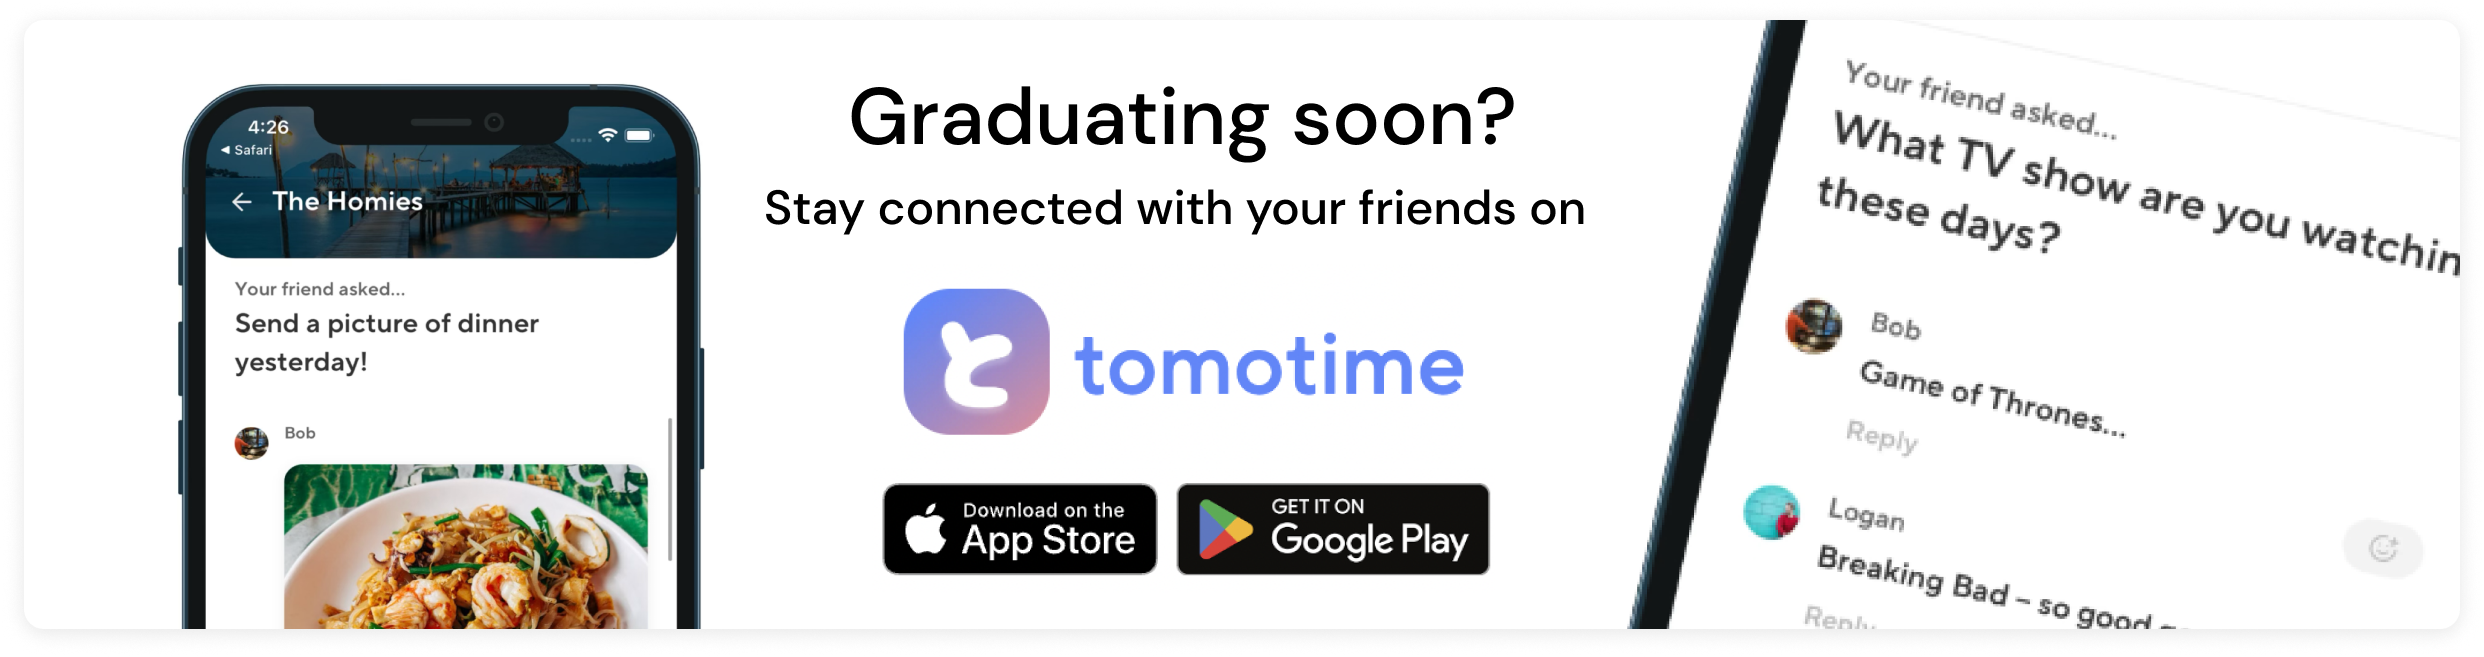 4:26
Safari
The Homies
Your friend asked...
Send a picture of dinner
yesterday!
Bob
Graduating soon?
Stay connected with your friends on
tomotime
Download on the
App Store
GET IT ON
Google Play
Your friend asked...
What TV show are you watchin
these days?
Bob
Game of Thrones...
Reply
Logan
Breaking Bad – so good
Reply